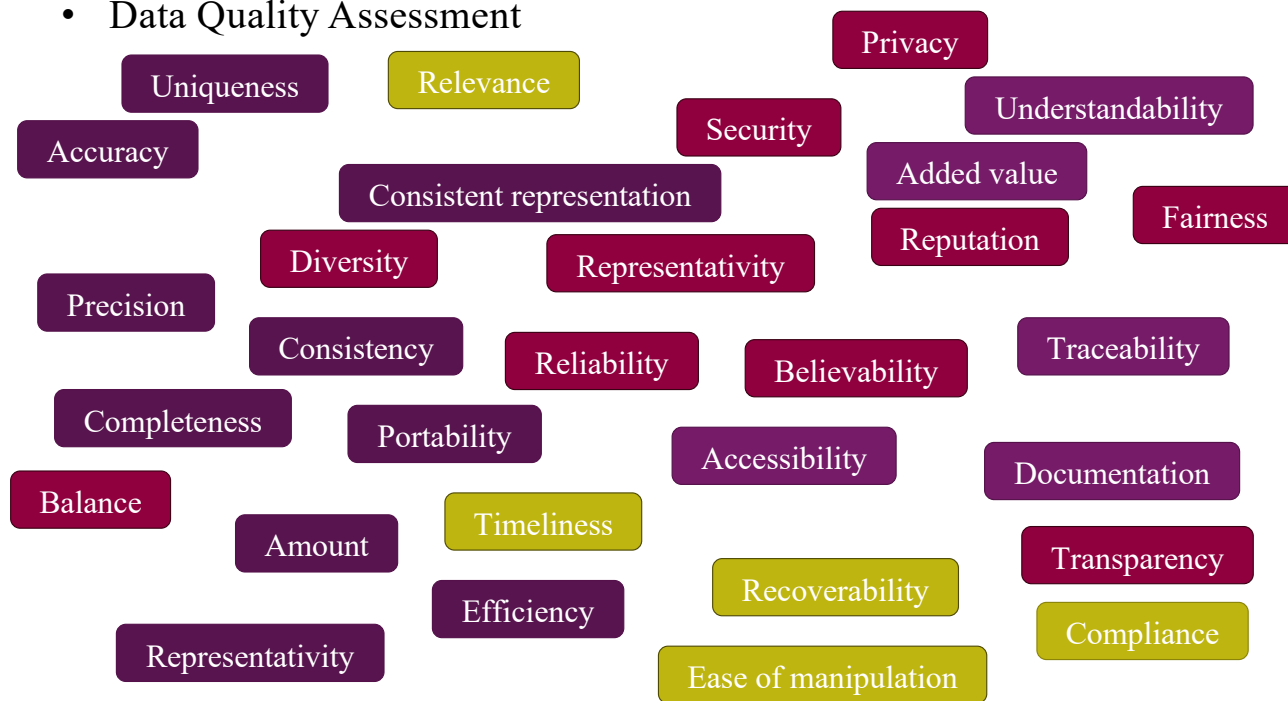 • Data Quality Assessment
Privacy
Uniqueness
Relevance
Understandability
Security
Accuracy
Added value
Consistent representation
Fairness
Reputation
Diversity
Representativity
Precision
Consistency
Reliability
Believability
Traceability
Completeness
Portability
Accessibility
Documentation
Balance
Timeliness
Amount
Transparency
Recoverability
Efficiency
Compliance
Representativity
Ease of manipulation